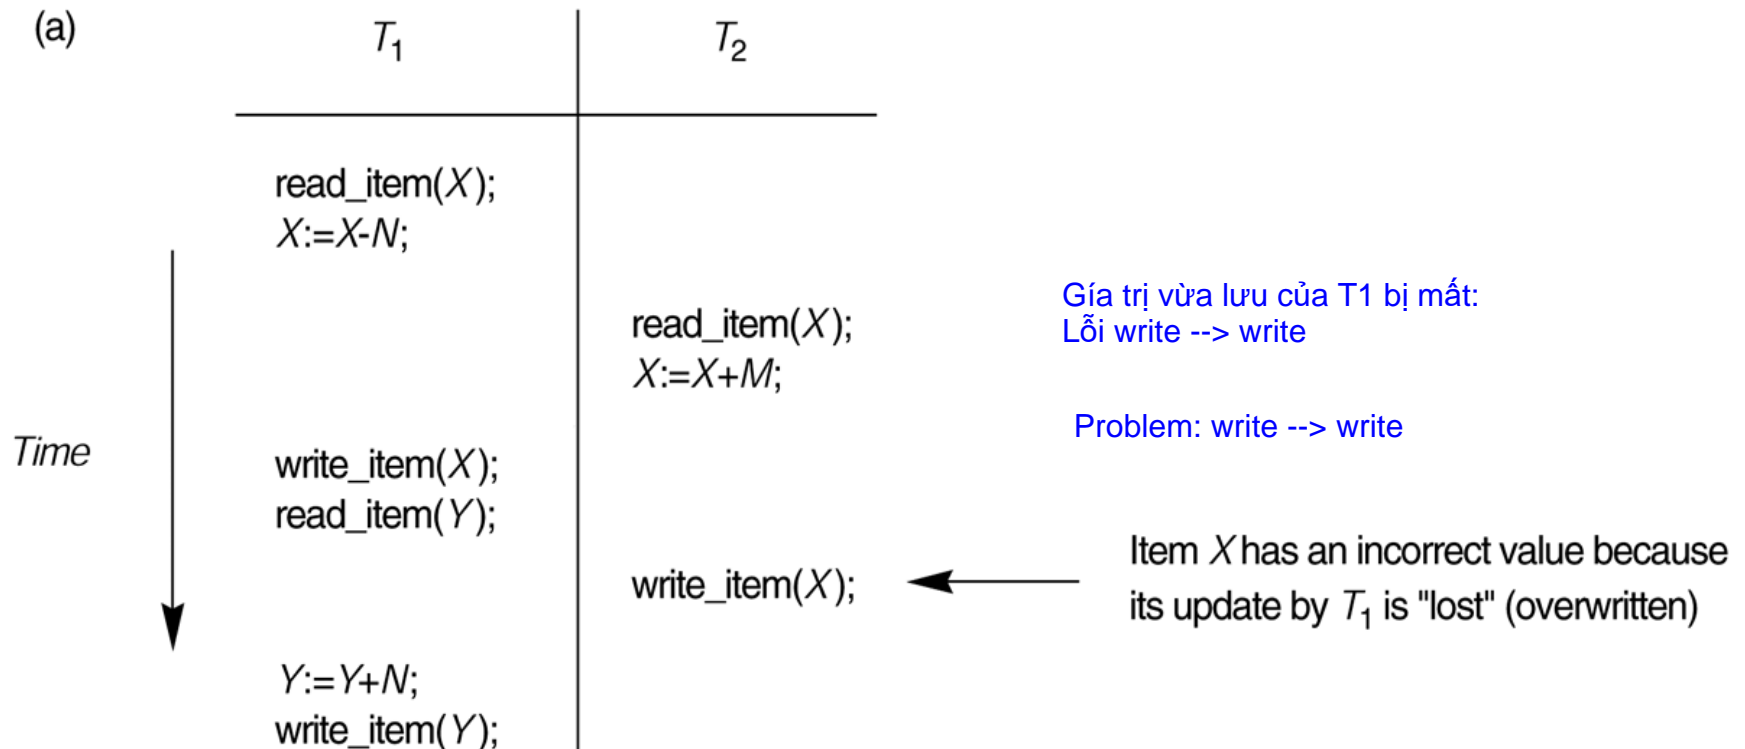 (a)
T1
T2
read_item(X);
X:=X-N;
Gía trị vừa lưu của T1 bị mất:
Lỗi write --> write
read_item(X);
X:=X+M;
Problem: write --> write
Time
write_item(X);
read_item(Y);
Item X has an incorrect value because
its update by T1 is "lost" (overwritten)
write_item(X);
Y:=Y+N;
write_item(Y);